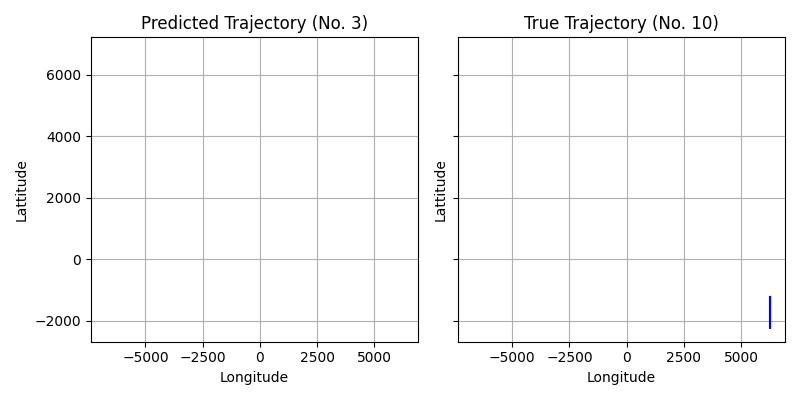 Predicted Trajectory (No. 3)
True Trajectory (No. 10)
6000
4000
2000
0
−2000
Lattitude
Lattitude
−5000 −2500 0 2500 5000
−5000 −2500 0 2500 5000
Longitude
Longitude